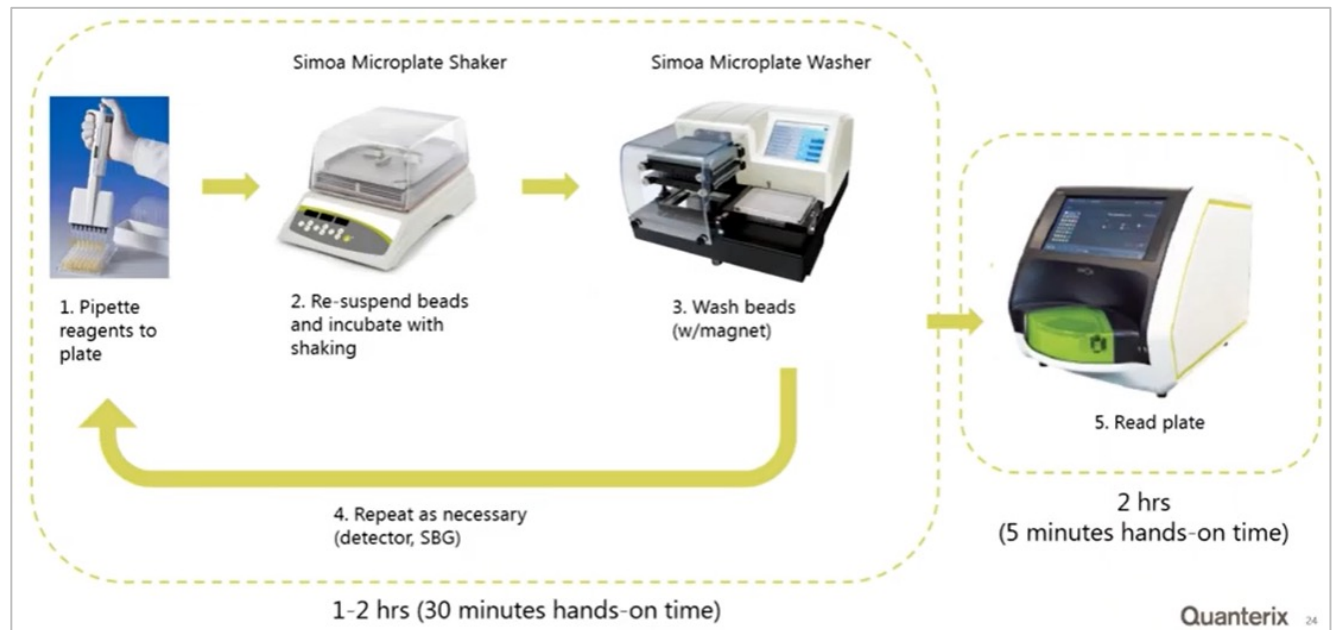 Simoa Microplate Shaker
Simoa Microplate Washer
1. Pipette
reagents to
plate
2. Re-suspend beads
and incubate with
shaking
3. Wash beads
(w/magnet)
4. Repeat as necessary
(detector, SBG)
1-2 hrs (30 minutes hands-on time)
5. Read plate
2 hrs
(5 minutes hands-on time)
Quanterix 24